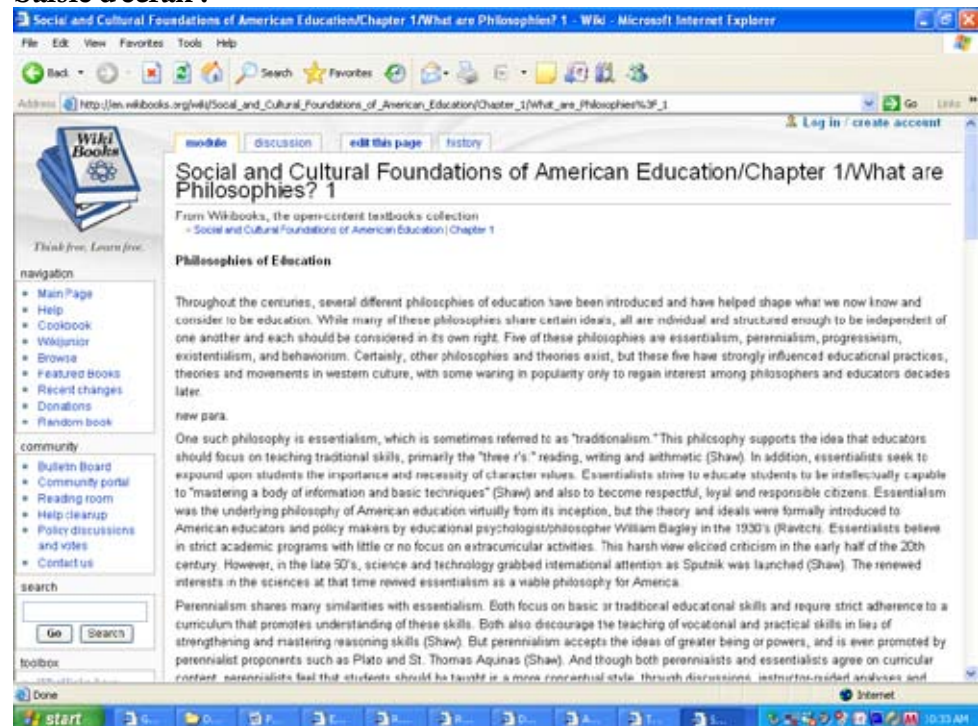 Saisie d'écran :
Social and Cultural Foundations of American Education/Chapter 1/What are Philosophies? 1 - Wiki - Microsoft Internet Explorer
File Edit View Favorites Tools Help
Back Search Favorites
Address http://en.wikibooks.org/wiki/Social_and_Cultural_Foundations_of_American_Education/Chapter_1/What_are_Philosophies%3F_1 Go Links
Log in / create account
Wiki
Books
Think free. Learn free.
module discussion edit this page history
Social and Cultural Foundations of American Education/Chapter 1/What are
Philosophies? 1
From Wikibooks, the open-content textbooks collection
Social and Cultural Foundations of American Education | Chapter 1
Philosophies of Education
Throughout the centuries, several different philosophies of education have been introduced and have helped shape what we now know and
consider to be education. While many of these philosophies share certain ideals, all are individual and structured enough to be independent of
one another and each should be considered in its own right. Five of these philosophies are essentialism, perennialism, progressivism,
existentialism, and behaviorism. Certainly, other philosophies and theories exist, but these five have strongly influenced educational practices,
theories and movements in western culture, with some waring in popularity only to regain interest among philosophers and educators decades
later.
new para.
One such philosophy is essentialism, which is sometimes referred to as "traditionalism." This philosophy supports the idea that educators
should focus on teaching traditional skills, primarily the "three r's." reading, writing and arithmetic (Shaw). In addition, essentialists seek to
expound upon students the importance and necessity of character values. Essentialists strive to educate students to be intellectually capable
to "mastering a body of information and basic techniques" (Shaw) and also to become respectful, loyal and responsible citizens. Essentialism
was the underlying philosophy of American education virtually from its inception, but the theory and ideals were formally introduced to
American educators and policy makers by educational psychologist/philosopher William Bagley in the 1930's (Ravitch). Essentialists believe
in strict academic programs with little or no focus on extracurricular activities. This harsh view elicited criticism in the early half of the 20th
century. However, in the late 50's, science and technology grabbed international attention as Sputnik was launched (Shaw). The renewed
interests in the sciences at that time revived essentialism as a viable philosophy for America.
Perennialism shares many similarities with essentialism. Both focus on basic or traditional educational skills and require strict adherence to a
curriculum that promotes understanding of these skills. Both also discourage the teaching of vocational and practical skills in lieu of
strengthening and mastering reasoning skills (Shaw). But perennialism accepts the ideas of greater being or powers, and is even promoted by
perennialist proponents such as Plato and St. Thomas Aquinas (Shaw). And though both perennialists and essentialists agree on curricular
content, perennialists feel that students should be taught in a more conceptual style, through discussions, instructor-guided analyses and
navigation
Main Page
Help
Cookbook
Wikijunior
Browse
Featured Books
Recent changes
Donations
Random book
community
Bulletin Board
Community portal
Reading room
Help cleanup
Policy discussions
and votes
Contact us
search
Go Search
toolbox
Done Internet
start 10:33 AM